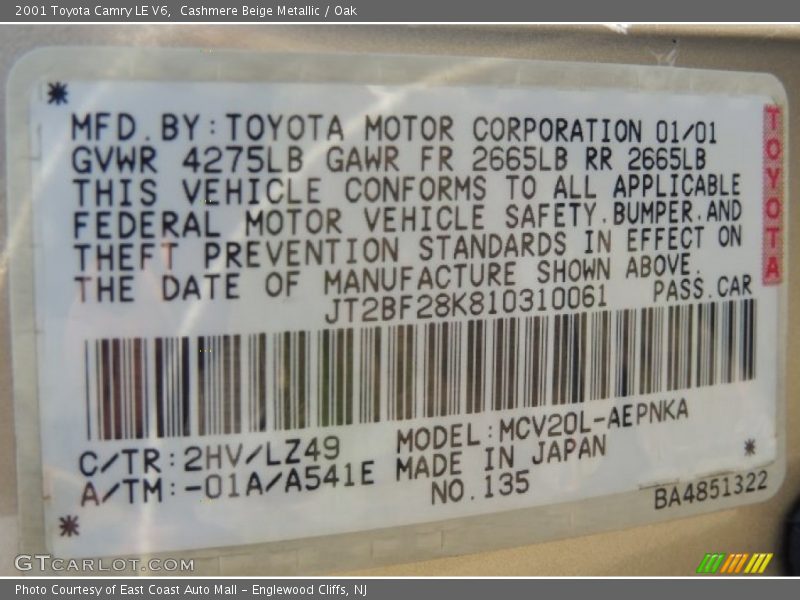 2001 Toyota Camry LE V6,  Cashmere Beige Metallic / Oak
MFD.BY:TOYOTA MOTOR CORPORATION 01/01
GVWR 4275LB GAWR FR 2665LB RR 2665LB
THIS VEHICLE CONFORMS TO ALL APPLICABLE
FEDERAL MOTOR VEHICLE SAFETY.BUMPER.AND
THEFT PREVENTION STANDARDS IN EFFECT ON
THE DATE OF MANUFACTURE SHOWN ABOVE.
JT2BF28K810310061 PASS.CAR
TOYOTA
C/TR:2HV/LZ49 MODEL:MCV20L-AEPNKA
A/TM:-01A/A541E MADE IN JAPAN
NO.135
BA4851322
GTCARLOT.COM
Photo Courtesy of East Coast Auto Mall - Englewood Cliffs, NJ